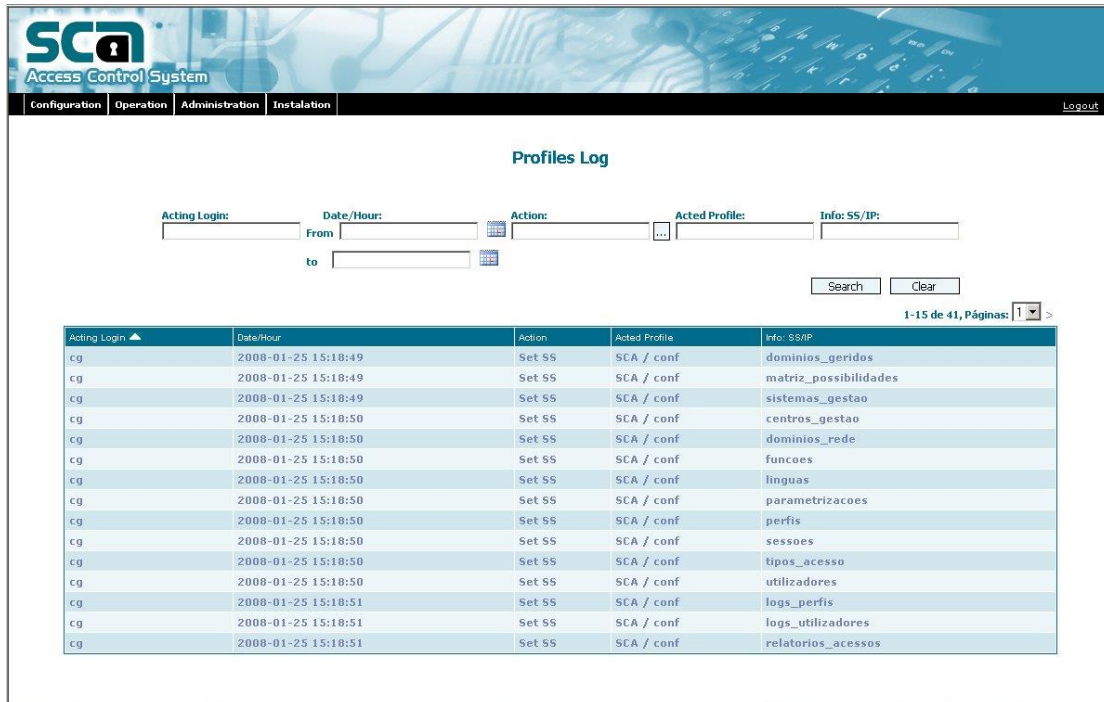 SCA
Access Control System
Configuration Operation Administration Instalation Logout
Profiles Log
Acting Login: Date/Hour: Action: Acted Profile: Info: SS/IP:
From ...
to
Search Clear
1-15 de 41, Páginas: 1 >
Acting Login Date/Hour Action Acted Profile Info: SS/IP
cg 2008-01-25 15:18:49 Set SS SCA / conf dominios_geridos
cg 2008-01-25 15:18:49 Set SS SCA / conf matriz_possibilidades
cg 2008-01-25 15:18:49 Set SS SCA / conf sistemas_gestao
cg 2008-01-25 15:18:50 Set SS SCA / conf centros_gestao
cg 2008-01-25 15:18:50 Set SS SCA / conf dominios_rede
cg 2008-01-25 15:18:50 Set SS SCA / conf funcoes
cg 2008-01-25 15:18:50 Set SS SCA / conf linguas
cg 2008-01-25 15:18:50 Set SS SCA / conf parametrizacoes
cg 2008-01-25 15:18:50 Set SS SCA / conf perfis
cg 2008-01-25 15:18:50 Set SS SCA / conf sessoes
cg 2008-01-25 15:18:50 Set SS SCA / conf tipos_acesso
cg 2008-01-25 15:18:50 Set SS SCA / conf utilizadores
cg 2008-01-25 15:18:51 Set SS SCA / conf logs_perfis
cg 2008-01-25 15:18:51 Set SS SCA / conf logs_utilizadores
cg 2008-01-25 15:18:51 Set SS SCA / conf relatorios_acessos